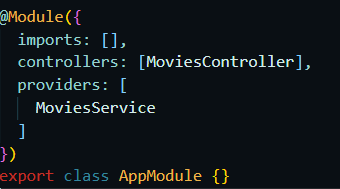 @Module({
  imports: [],
  controllers: [MoviesController],
  providers: [
    MoviesService
  ]
})
export class AppModule {}